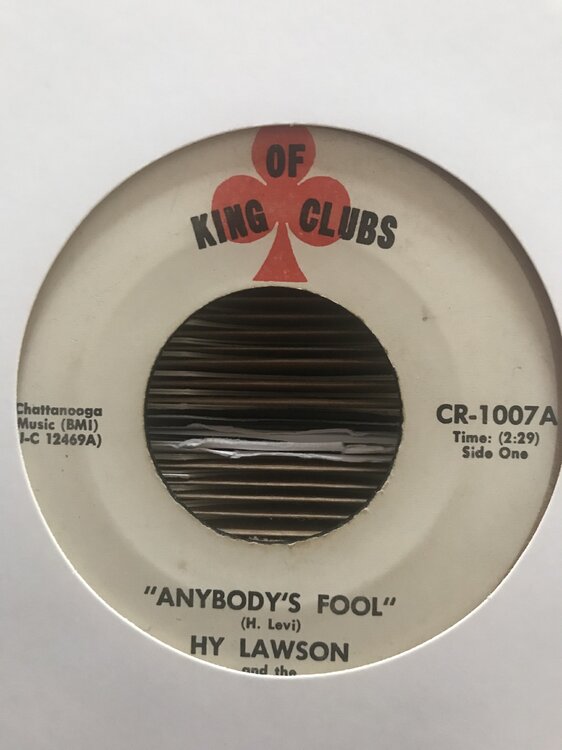 OF
KING CLUBS
Chattanooga
Music (BMI)
J-C 12469A)
CR-1007A
Time: (2:29)
Side One
"ANYBODY'S FOOL"
(H. Levi)
HY LAWSON
and the